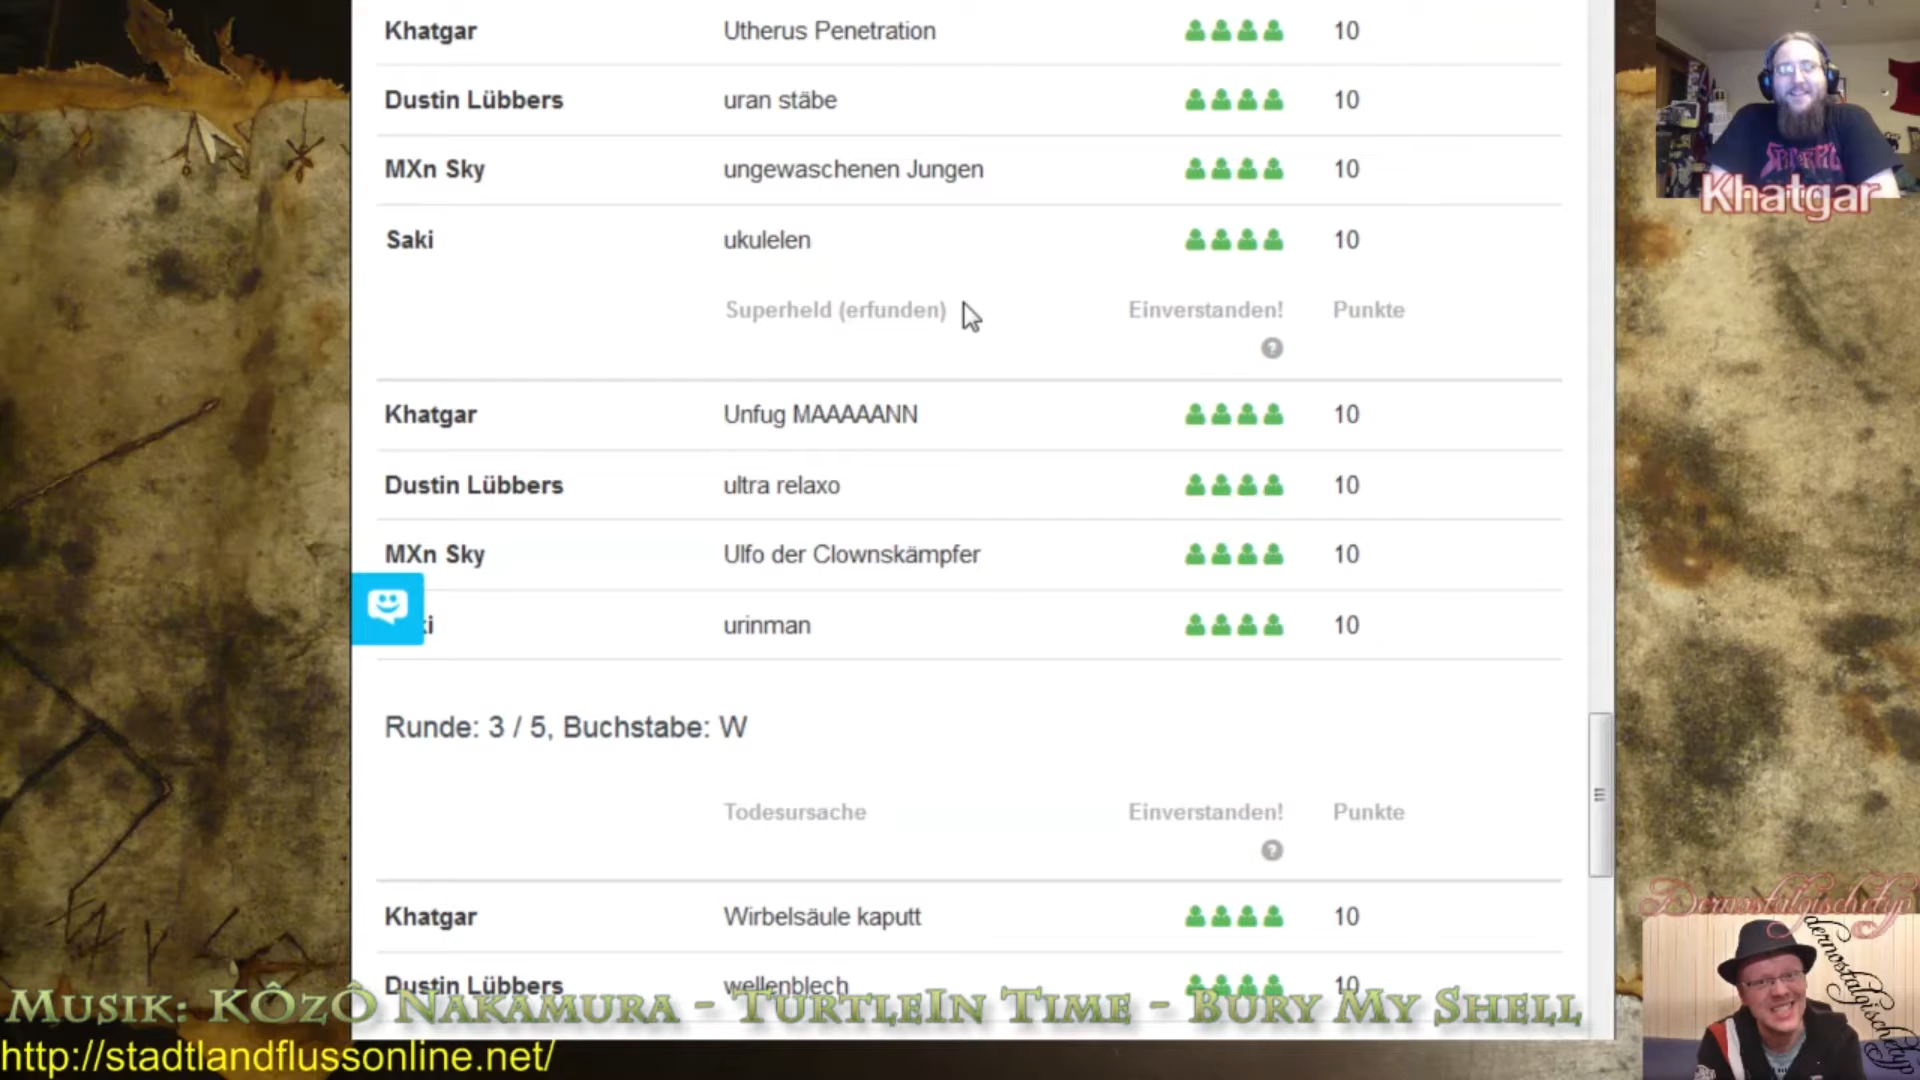 Khatgar Utherus Penetration 10
Dustin Lübbers uran stäbe 10
MXn Sky ungewaschenen Jungen 10
Khatgar
Saki ukulelen 10
Superheld (erfunden) Einverstanden! Punkte
?
Khatgar Unfug MAAAAANN 10
Dustin Lübbers ultra relaxo 10
MXn Sky Ulfo der Clownskämpfer 10
urinman 10
Runde: 3 / 5, Buchstabe: W
Todesursache Einverstanden! Punkte
?
Dernostalgischetyp
Khatgar Wirbelsäule kaputt 10
dernostalgischetyp
Dustin Lübbers wellenblech 10
Musik: KÔzÔ Nakamura - TurtleIn Time - Bury My Shell
http://stadtlandflussonline.net/